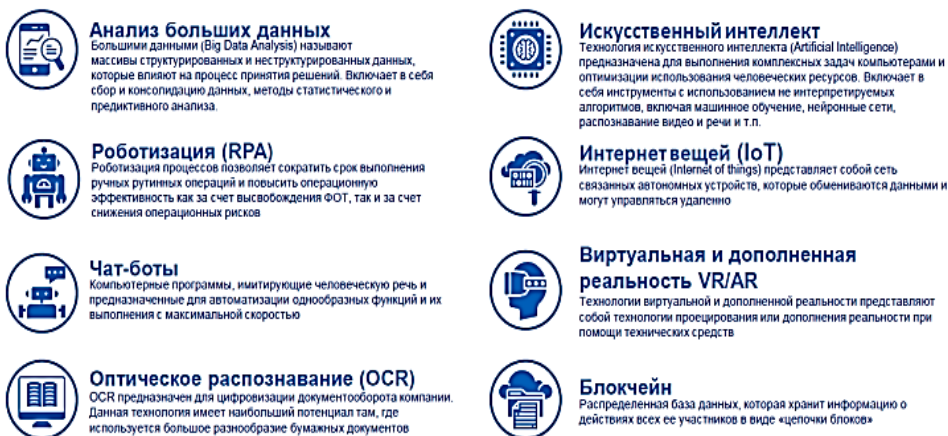 Анализ больших данных
Большими данными (Big Data Analysis) называют
массивы структурированных и неструктурированных данных,
которые влияют на процесс принятия решений. Включает в себя
сбор и консолидацию данных, методы статистического и
предиктивного анализа.
Роботизация (RPA)
Роботизация процессов позволяет сократить срок выполнения
ручных рутинных операций и повысить операционную
эффективность как за счет высвобождения ФОТ, так и за счет
снижения операционных рисков
Чат-боты
Компьютерные программы, имитирующие человеческую речь и
предназначенные для автоматизации однообразных функций и их
выполнения с максимальной скоростью
Оптическое распознавание (OCR)
OCR предназначен для цифровизации документооборота компании.
Данная технология имеет наибольший потенциал там, где
используется большое разнообразие бумажных документов
Искусственный интеллект
Технология искусственного интеллекта (Artificial Intelligence)
предназначена для выполнения комплексных задач компьютерами и
оптимизации использования человеческих ресурсов. Включает в
себя инструменты с использованием не интерпретируемых
алгоритмов, включая машинное обучение, нейронные сети,
распознавание видео и речи и т.п.
Интернет вещей (IoT)
Интернет вещей (Internet of things) представляет собой сеть
связанных автономных устройств, которые обмениваются данными и
могут управляться удаленно
Виртуальная и дополненная
реальность VR/AR
Технологии виртуальной и дополненной реальности представляют
собой технологии проецирования или дополнения реальности при
помощи технических средств
Блокчейн
Распределенная база данных, которая хранит информацию о
действиях всех ее участников в виде «цепочки блоков»